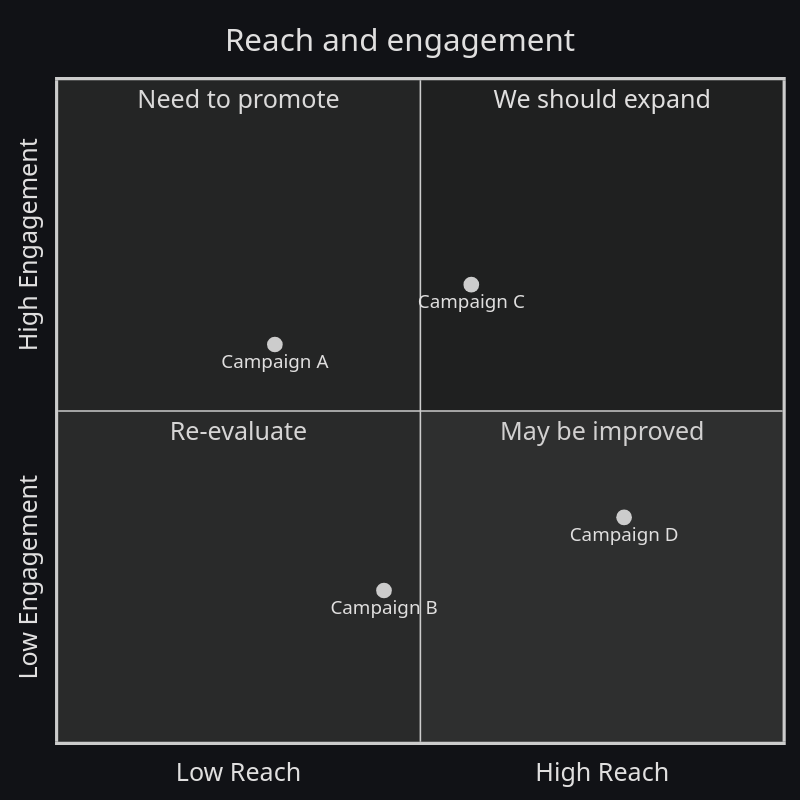 Reach and engagement
Need to promote
We should expand
High Engagement
Campaign C
Campaign A
Re-evaluate
May be improved
Low Engagement
Campaign D
Campaign B
Low Reach
High Reach